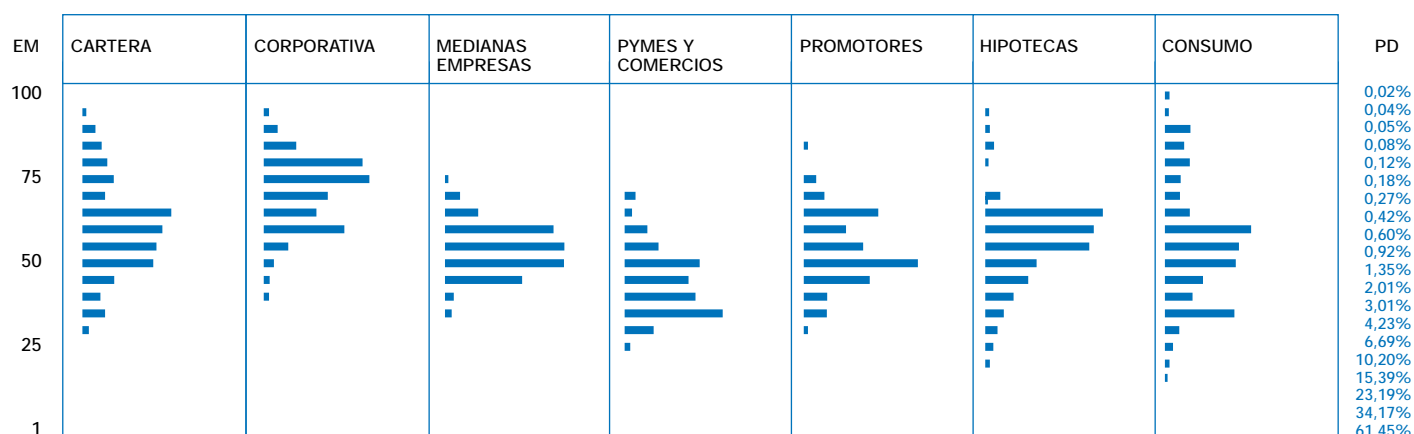 EM
CARTERA
CORPORATIVA
MEDIANAS
EMPRESAS
PYMES Y
COMERCIOS
PROMOTORES
HIPOTECAS
CONSUMO
PD
100
75
50
25
1
0,02%
0,04%
0,05%
0,08%
0,12%
0,18%
0,27%
0,42%
0,60%
0,92%
1,35%
2,01%
3,01%
4,23%
6,69%
10,20%
15,39%
23,19%
34,17%
61,45%